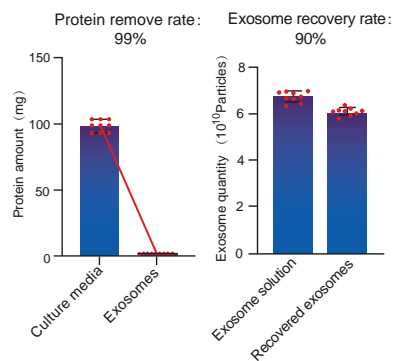 Protein remove rate:
99%
Protein amount (mg)
150
100
50
0
Culture media
Exosomes
Exosome recovery rate:
90%
Exosome quantity (10¹⁰Particles)
8
6
4
2
0
Exosome solution
Recovered exosomes